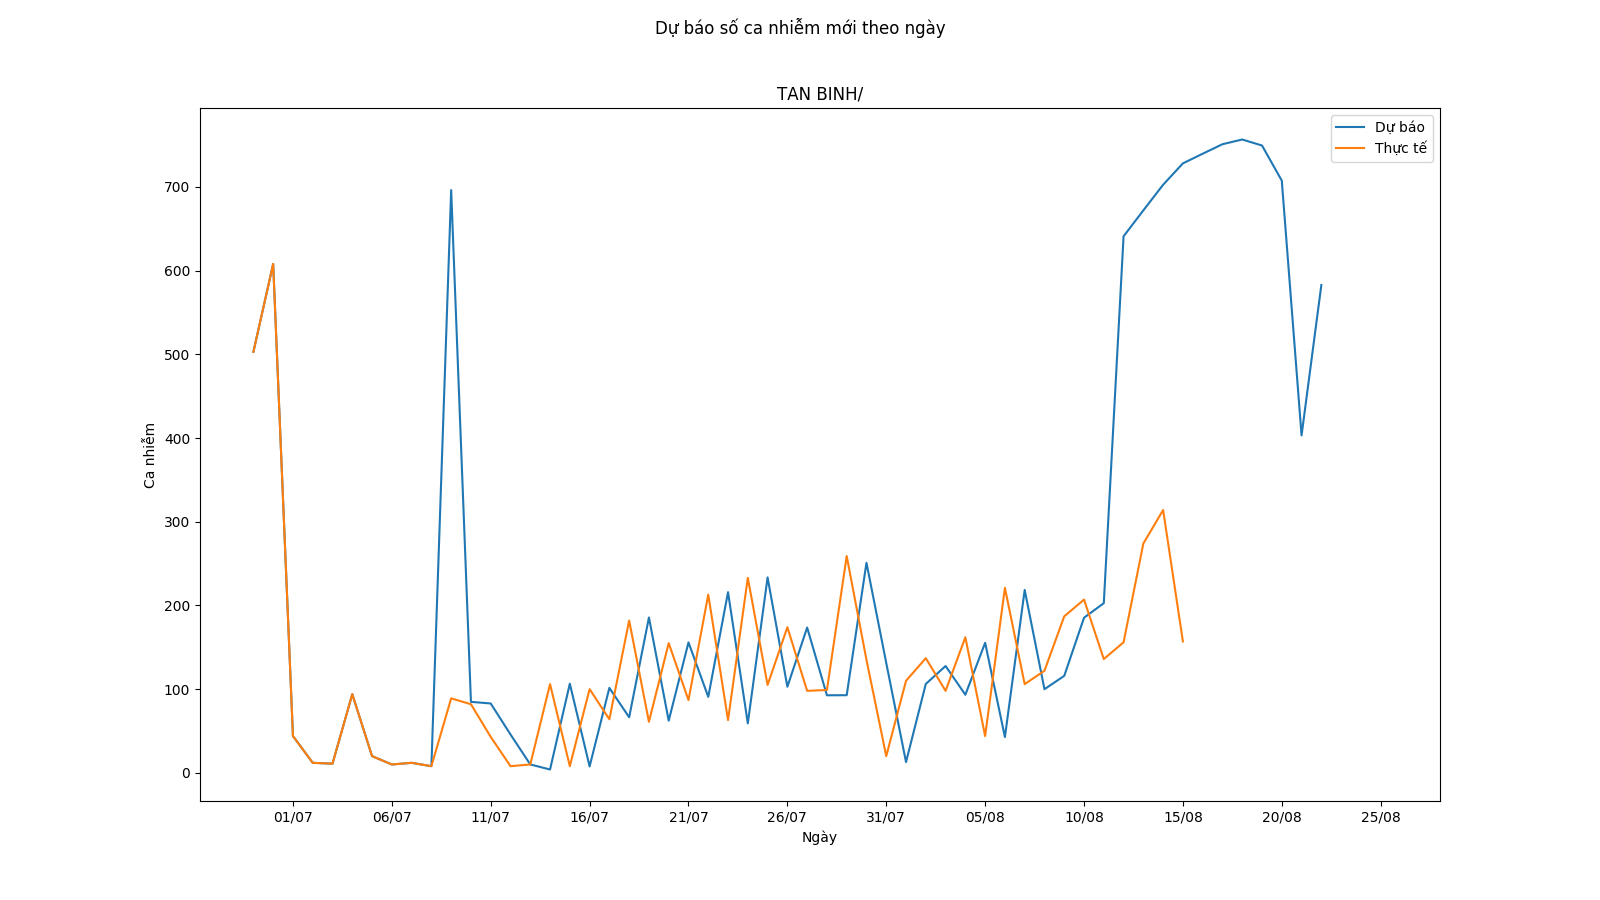 Dự báo số ca nhiễm mới theo ngày
TAN BINH/
Dự báo
Thực tế
Ca nhiễm
700
600
500
400
300
200
100
0
01/07 06/07 11/07 16/07 21/07 26/07 31/07 05/08 10/08 15/08 20/08 25/08
Ngày